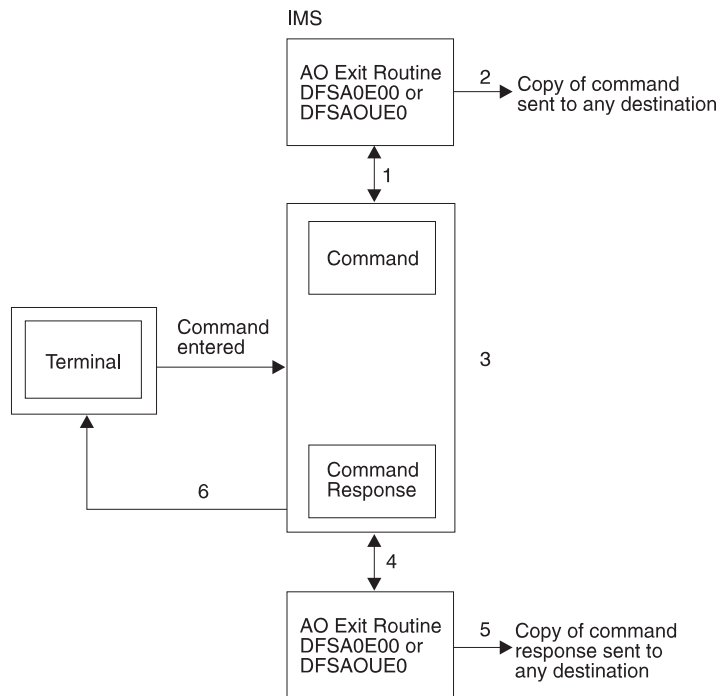 IMS
AO Exit Routine
DFSA0E00 or
DFSAOUE0
2
Copy of command
sent to any destination
1
Command
Command
entered
Terminal
3
Command
Response
6
4
AO Exit Routine
DFSA0E00 or
DFSAOUE0
5
Copy of command
response sent to
any destination